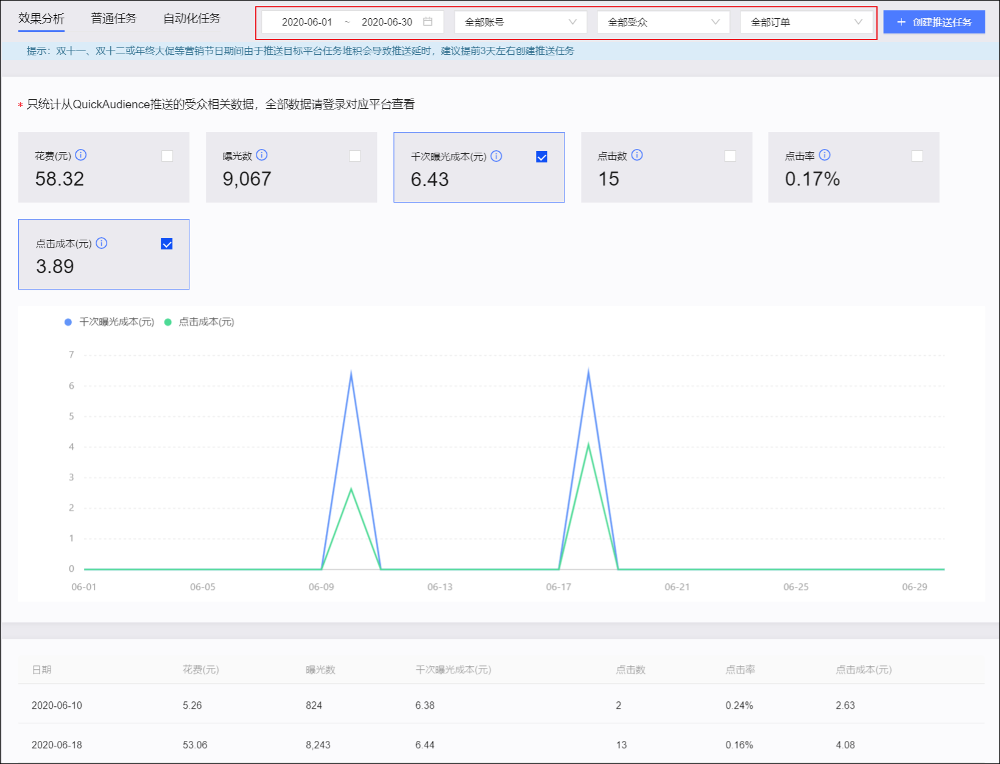 效果分析 普通任务 自动化任务 2020-06-01 ~ 2020-06-30 全部账号 全部受众 全部订单 + 创建推送任务
提示：双十一、双十二或年终大促等营销节日期间由于推送目标平台任务堆积会导致推送延时，建议提前3天左右创建推送任务
* 只统计从QuickAudience推送的受众相关数据，全部数据请登录对应平台查看
花费(元) 曝光数 千次曝光成本(元) 点击数 点击率
58.32 9,067 6.43 15 0.17%
点击成本(元)
3.89
千次曝光成本(元) 点击成本(元)
7
6
5
4
3
2
1
0
06-01 06-05 06-09 06-13 06-17 06-21 06-25 06-29
日期 花费(元) 曝光数 千次曝光成本(元) 点击数 点击率 点击成本(元)
2020-06-10 5.26 824 6.38 2 0.24% 2.63
2020-06-18 53.06 8,243 6.44 13 0.16% 4.08